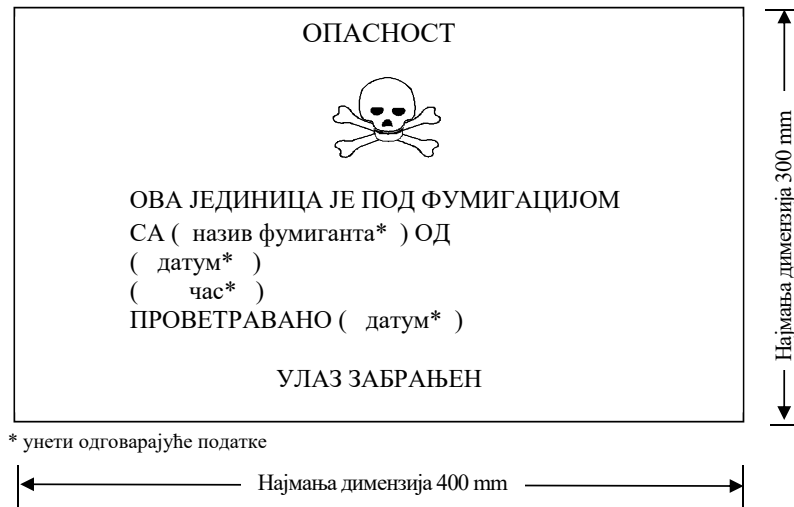 ОПАСНОСТ
ОВА ЈЕДИНИЦА ЈЕ ПОД ФУМИГАЦИЈОМ
СА ( назив фумиганта* ) ОД
( датум* )
( час* )
ПРОВЕТРАВАНО ( датум* )
УЛАЗ ЗАБРАЊЕН
Најмања димензија 300 mm
* унети одговарајуће податке
Најмања димензија 400 mm